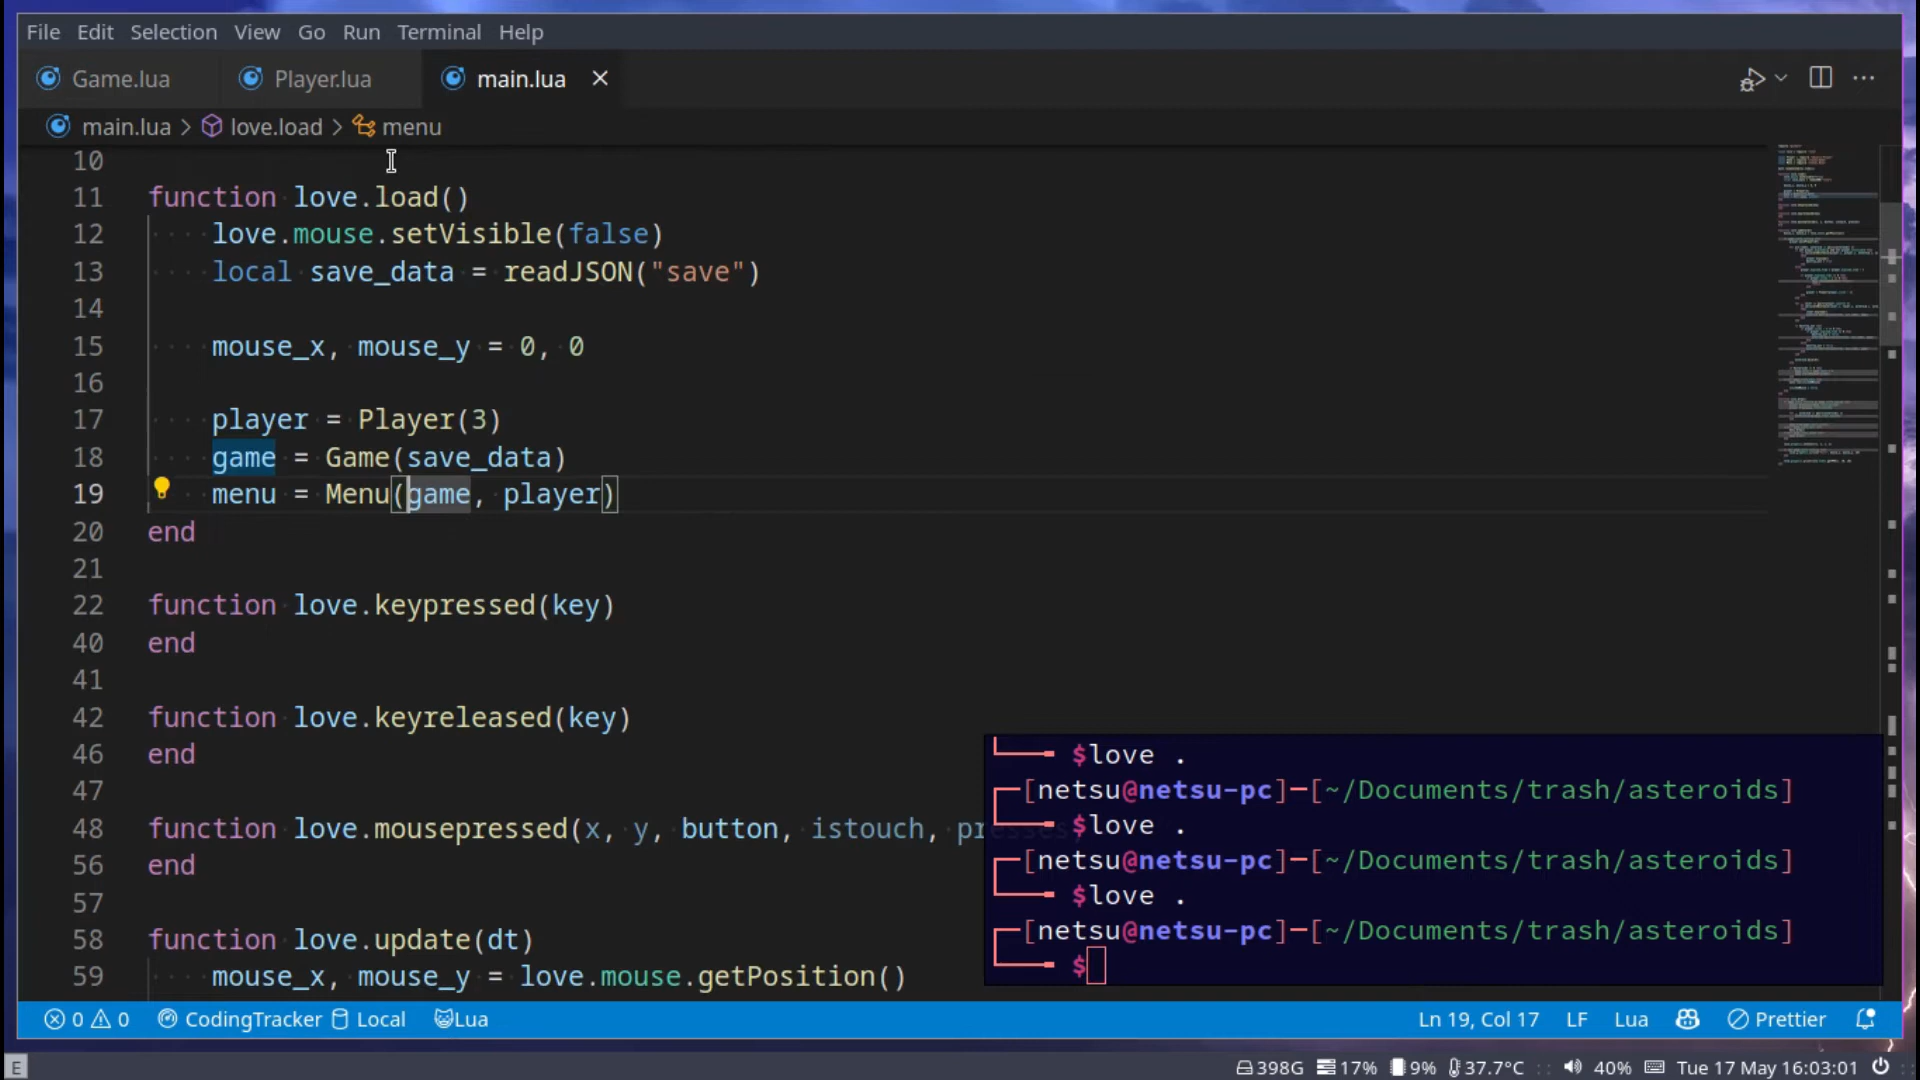 File Edit Selection View Go Run Terminal Help
Game.lua Player.lua main.lua
main.lua > love.load > menu
10
11 function love.load()
12 love.mouse.setVisible(false)
13 local save_data = readJSON("save")
14
15 mouse_x, mouse_y = 0, 0
16
17 player = Player(3)
18 game = Game(save_data)
19 menu = Menu(game, player)
20 end
21
22 function love.keypressed(key)
40 end
41
42 function love.keyreleased(key)
46 end
47
48 function love.mousepressed(x, y, button, istouch, presses
56 end
57
58 function love.update(dt)
59 mouse_x, mouse_y = love.mouse.getPosition()
$love .
[netsu@netsu-pc]-[~/Documents/trash/asteroids]
$love .
[netsu@netsu-pc]-[~/Documents/trash/asteroids]
$love .
[netsu@netsu-pc]-[~/Documents/trash/asteroids]
$
0 0 CodingTracker Local Lua Ln 19, Col 17 LF Lua Prettier
E 398G 17% 9% 37.7°C 40% Tue 17 May 16:03:01